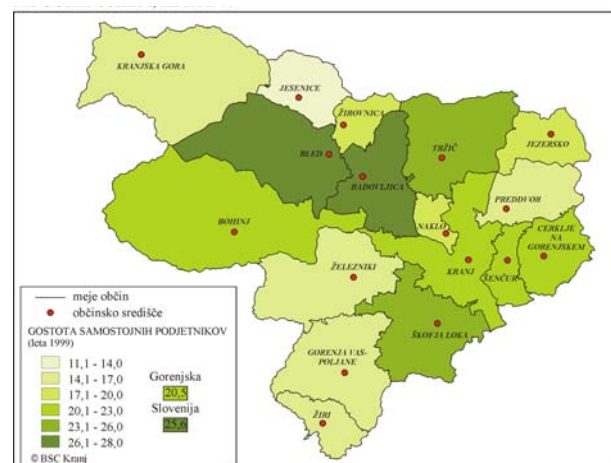 KRANJSKA GORA
JESENICE
ŽIROVNICA
TRŽIČ
JEZERSKO
BLED
RADOVLJICA
PREDDVOR
BOHINJ
NAKLO
CERKLJE
NA
GORENJSKEM
KRANJ
ŠENČUR
ŽELEZNIKI
ŠKOFJA LOKA
GORENJA VAS-
POLJANE
ŽIRI
meje občin
občinsko središče
GOSTOTA SAMOSTOJNIH PODJETNIKOV
(leta 1999)
11,1 - 14,0
14,1 - 17,0
17,1 - 20,0
20,1 - 23,0
23,1 - 26,0
26,1 - 28,0
Gorenjska
20,5
Slovenija
25,6
© BSC Kranj